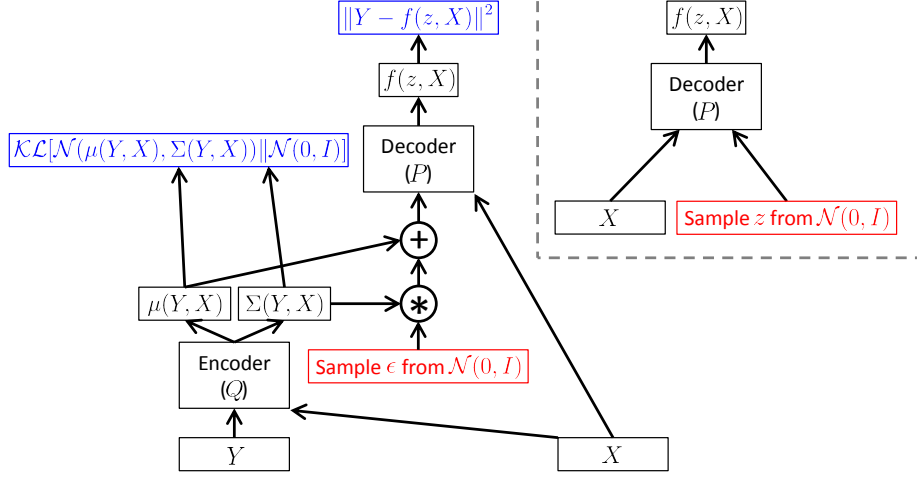 ‖Y − f(z, X)‖²
f(z, X)
Decoder
(P)
𝒦ℒ[𝒩(μ(Y, X), Σ(Y, X))‖𝒩(0, I)]
+
μ(Y, X)
Σ(Y, X)
*
Encoder
(Q)
Sample ϵ from 𝒩(0, I)
Y
X
f(z, X)
Decoder
(P)
X
Sample z from 𝒩(0, I)